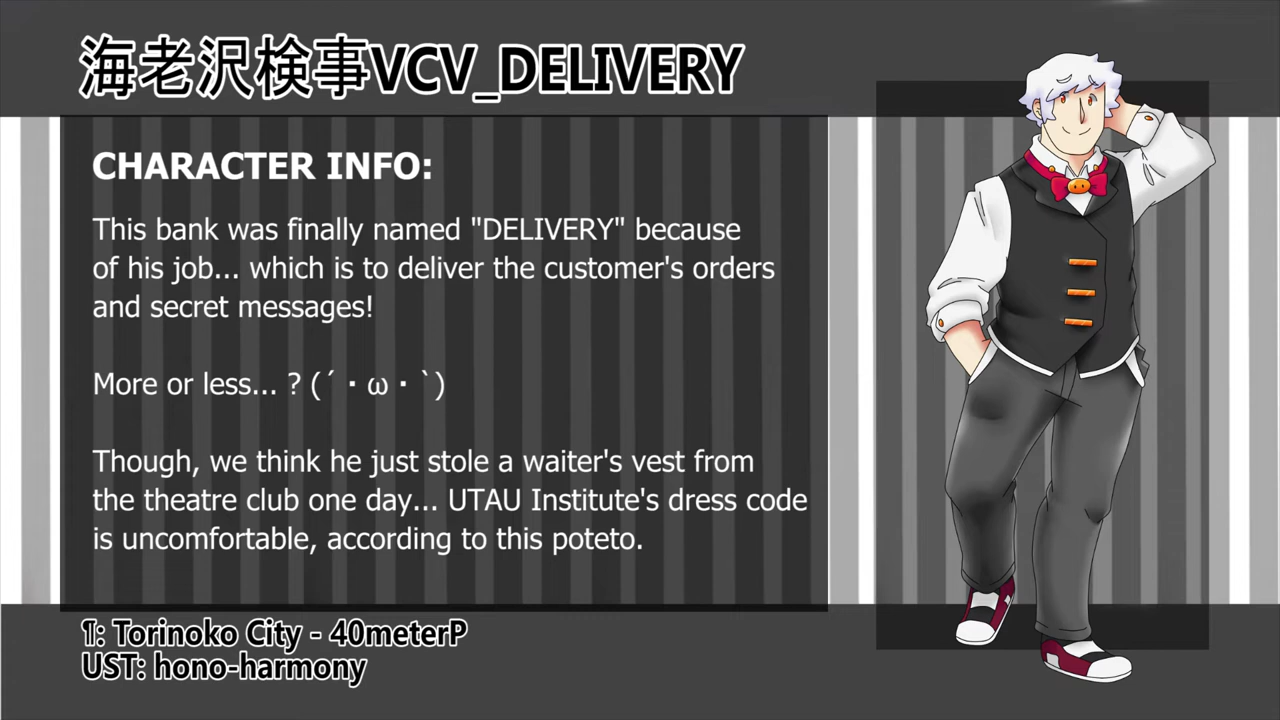 海老沢検事VCV_DELIVERY
CHARACTER INFO:
This bank was finally named "DELIVERY" because
of his job... which is to deliver the customer's orders
and secret messages!
More or less... ? (´・ω・`)
Though, we think he just stole a waiter's vest from
the theatre club one day... UTAU Institute's dress code
is uncomfortable, according to this poteto.
¶: Torinoko City - 40meterP
UST: hono-harmony